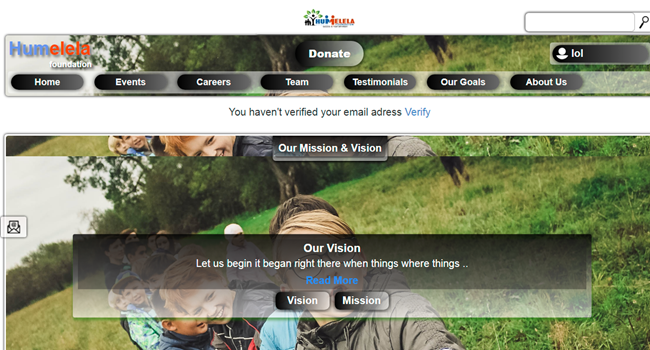 HUMELELA
Humelela
foundation
Donate
lol
Home
Events
Careers
Team
Testimonials
Our Goals
About Us
You haven't verified your email adress Verify
Our Mission & Vision
Our Vision
Let us begin it began right there when things where things ..
Read More
Vision
Mission